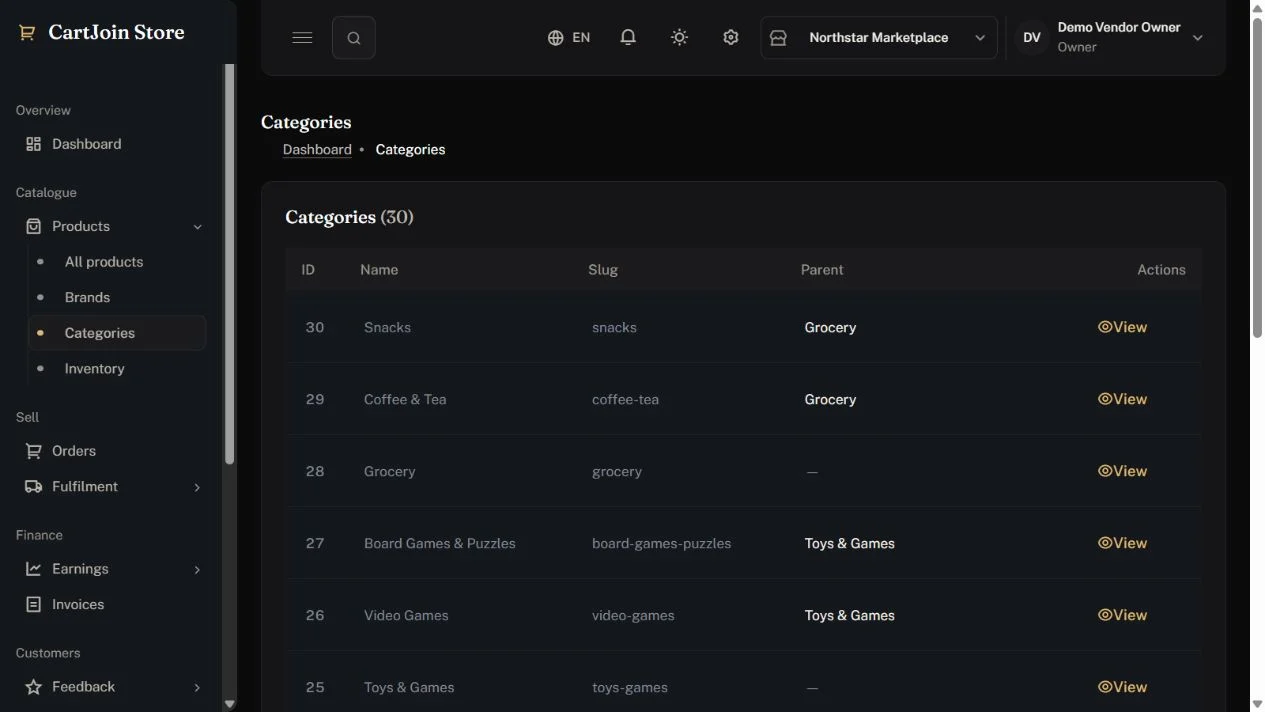 CartJoin Store
EN
Northstar Marketplace
DV
Demo Vendor Owner
Owner
Overview
Dashboard
Catalogue
Products
All products
Brands
Categories
Inventory
Sell
Orders
Fulfilment
Finance
Earnings
Invoices
Customers
Feedback
Categories
Dashboard • Categories
Categories (30)
ID Name Slug Parent Actions
30 Snacks snacks Grocery View
29 Coffee & Tea coffee-tea Grocery View
28 Grocery grocery — View
27 Board Games & Puzzles board-games-puzzles Toys & Games View
26 Video Games video-games Toys & Games View
25 Toys & Games toys-games — View